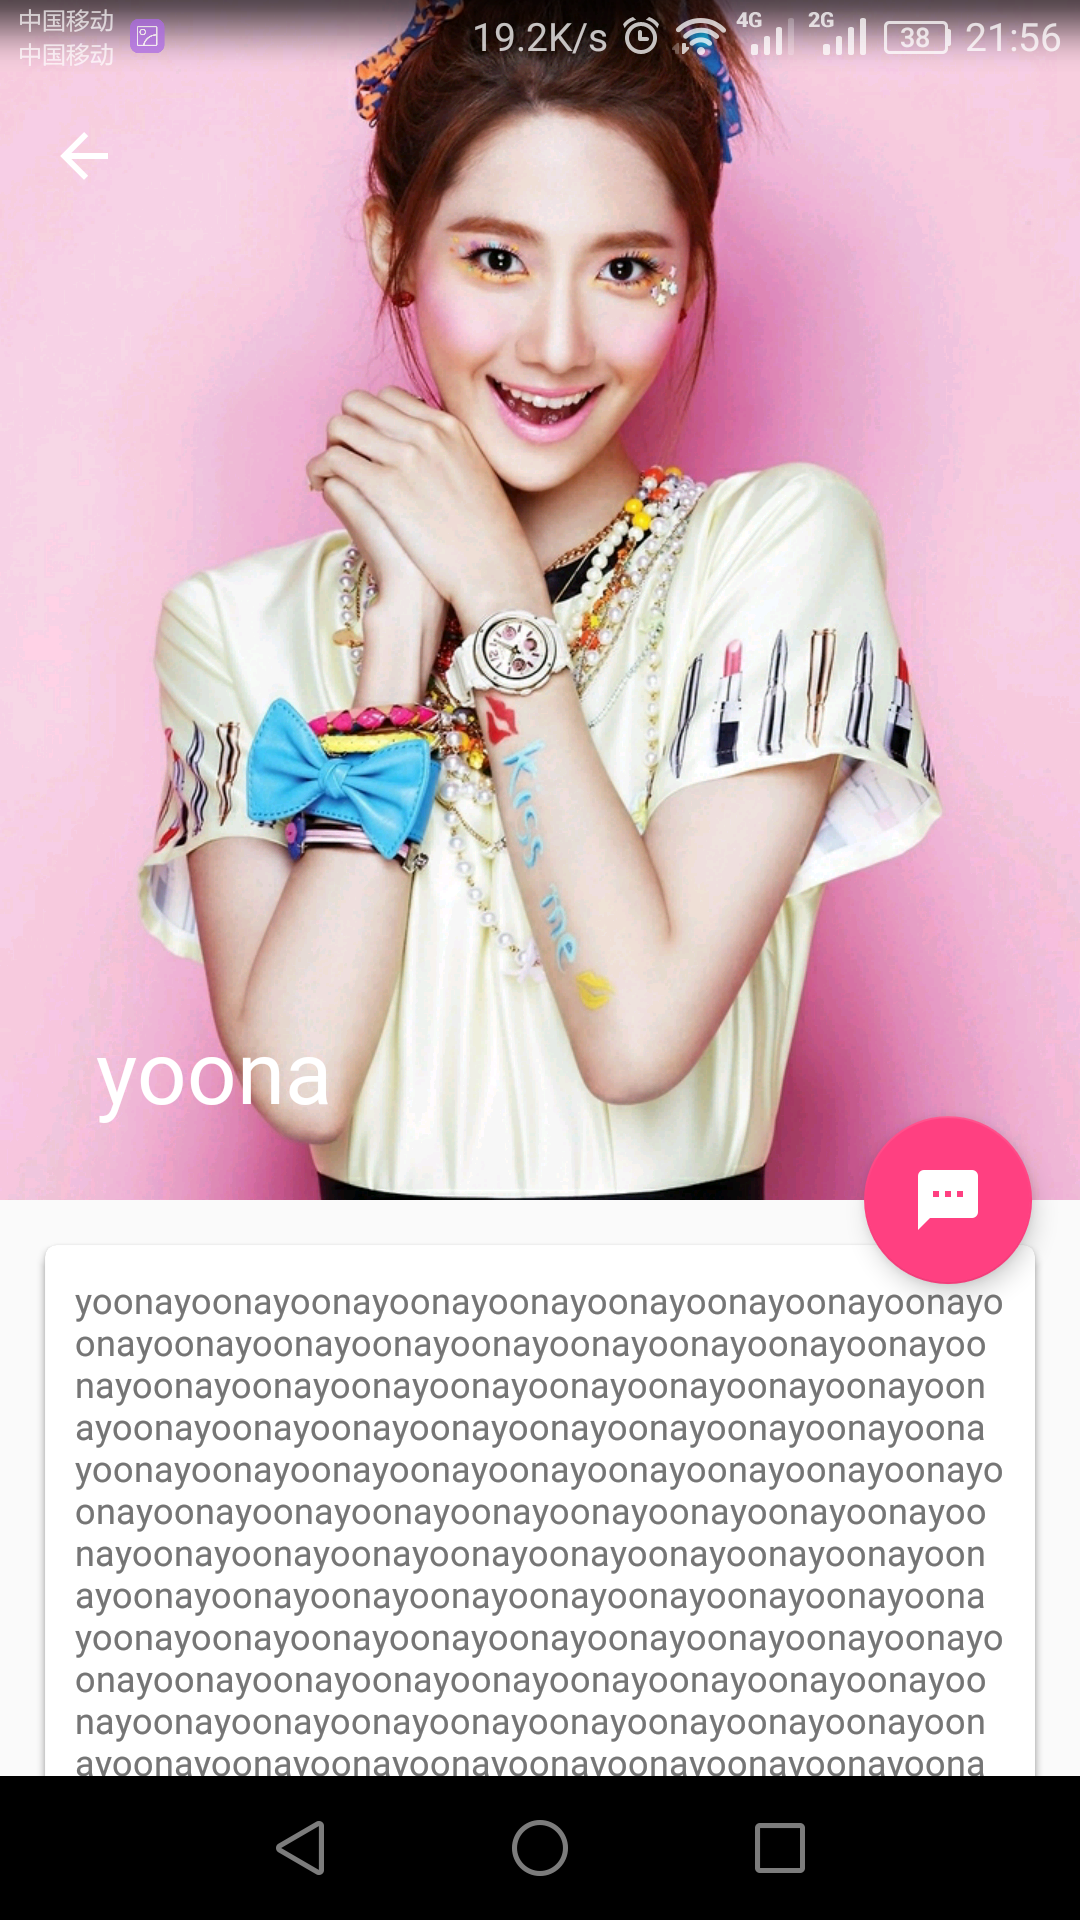 中国移动
中国移动
19.2K/s 4G 2G 38 21:56
yoona
yoonayoonayoonayoonayoonayoonayoonayoonayoonayo
onayoonayoonayoonayoonayoonayoonayoonayoonayoo
nayoonayoonayoonayoonayoonayoonayoonayoonayoon
ayoonayoonayoonayoonayoonayoonayoonayoonayoona
yoonayoonayoonayoonayoonayoonayoonayoonayoonayo
onayoonayoonayoonayoonayoonayoonayoonayoonayoo
nayoonayoonayoonayoonayoonayoonayoonayoonayoon
ayoonayoonayoonayoonayoonayoonayoonayoonayoona
yoonayoonayoonayoonayoonayoonayoonayoonayoonayo
onayoonayoonayoonayoonayoonayoonayoonayoonayoo
nayoonayoonayoonayoonayoonayoonayoonayoonayoon
ayoonayoonayoonayoonayoonayoonayoonayoonayoona
kiss
me